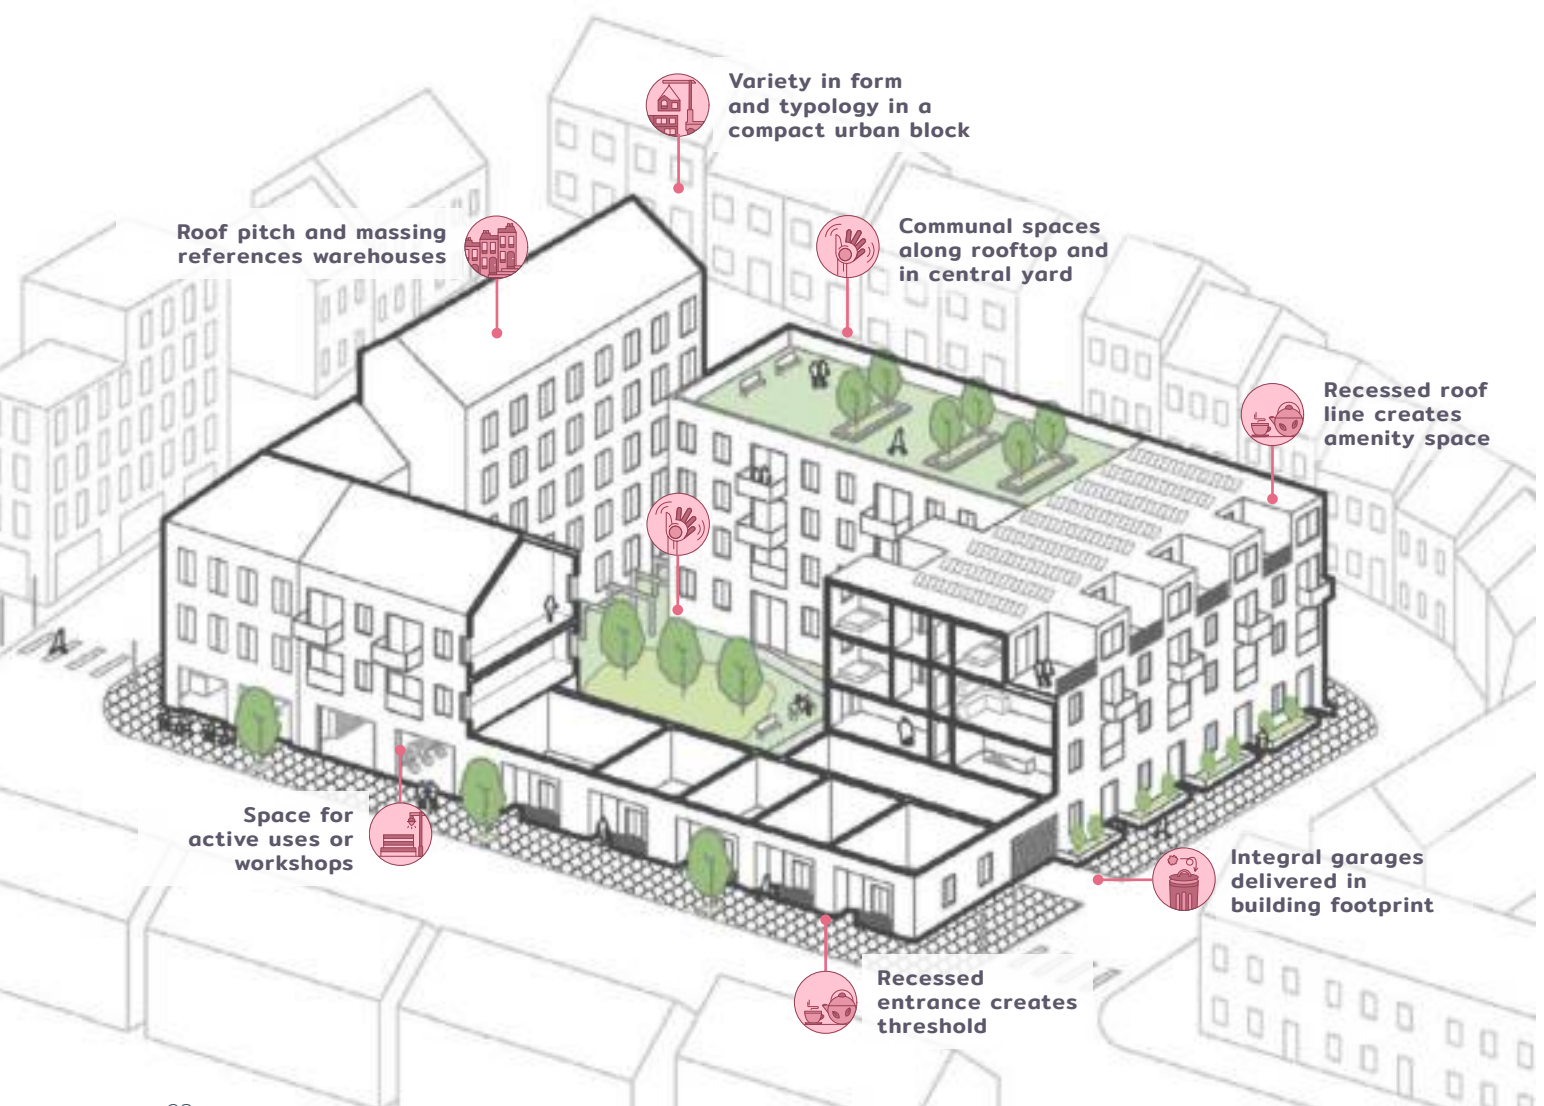 Variety in form
and typology in a
compact urban block
Roof pitch and massing
references warehouses
Communal spaces
along rooftop and
in central yard
Recessed roof
line creates
amenity space
Space for
active uses or
workshops
Integral garages
delivered in
building footprint
Recessed
entrance creates
threshold